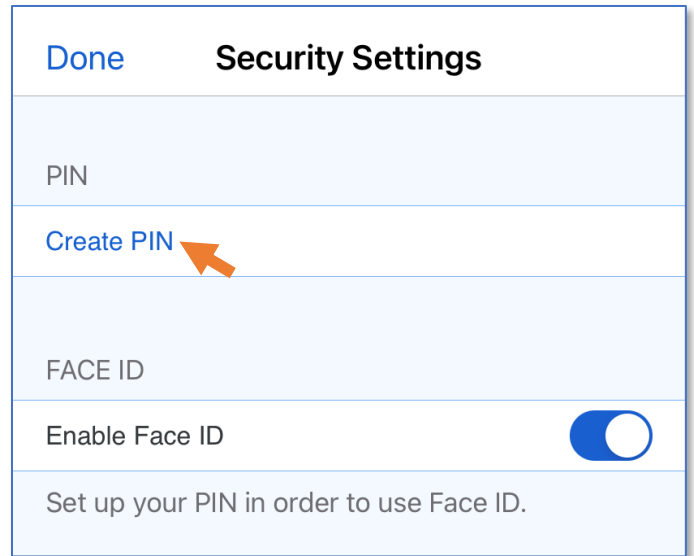 Done Security Settings
PIN
Create PIN
FACE ID
Enable Face ID
Set up your PIN in order to use Face ID.